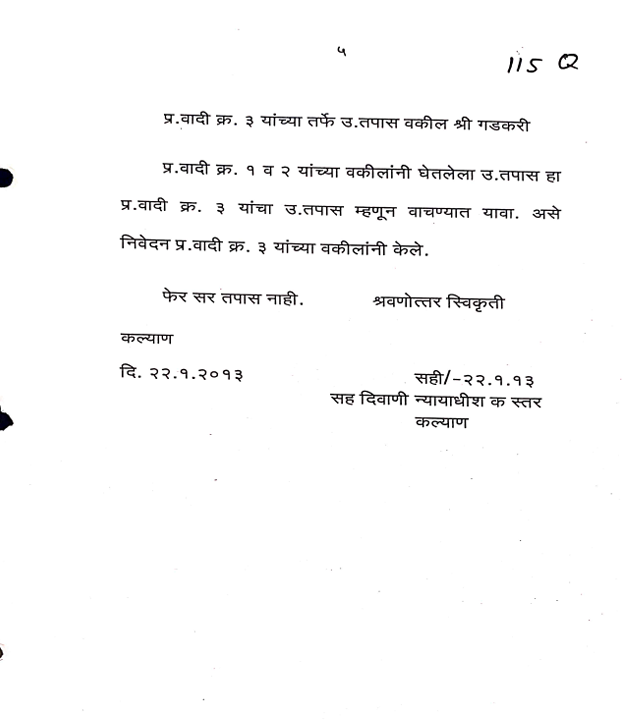 ५
115 Q
प्र.वादी क्र. ३ यांच्या तर्फे उ.तपास वकील श्री गडकरी
प्र.वादी क्र. १ व २ यांच्या वकीलांनी घेतलेला उ.तपास हा
प्र.वादी क्र. ३ यांचा उ.तपास म्हणून वाचण्यात यावा. असे
निवेदन प्र.वादी क्र. ३ यांच्या वकीलांनी केले.
फेर सर तपास नाही. श्रवणोत्तर स्विकृती
कल्याण
दि. २२.१.२०१३ सही/-२२.१.१३
सह दिवाणी न्यायाधीश क स्तर
कल्याण